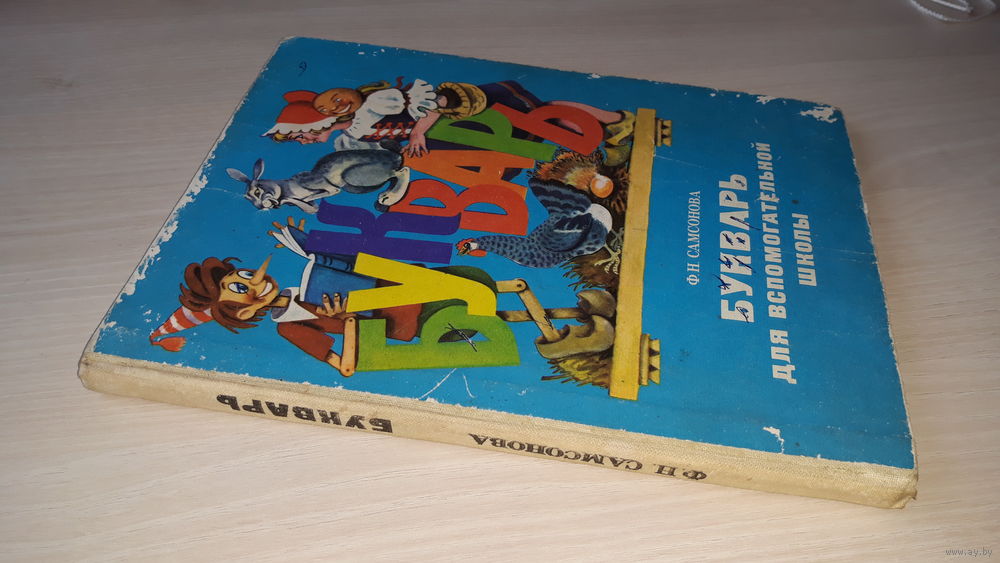 БУКВАРЬ
Ф. Н. САМСОНОВА
БУКВАРЬ
ДЛЯ ВСПОМОГАТЕЛЬНОЙ
ШКОЛЫ
БУКВАРЬ
Ф. Н. САМСОНОВА
www.ay.by